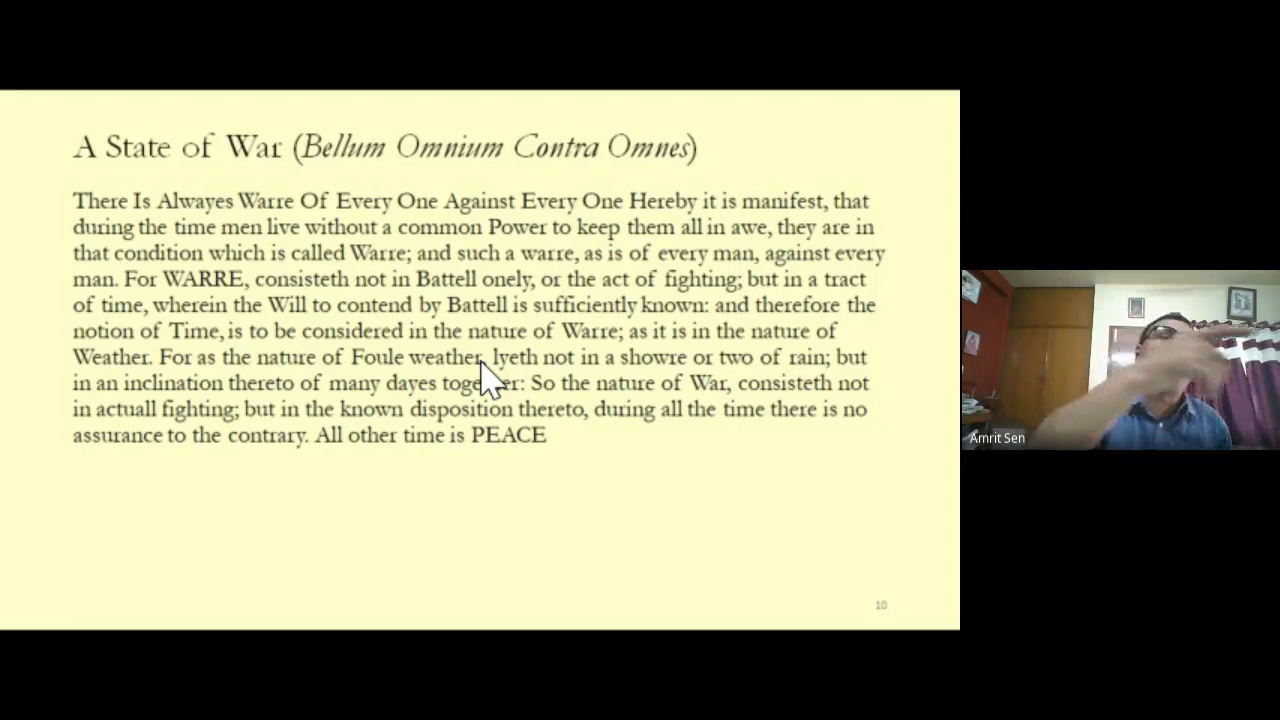 A State of War (Bellum Omnium Contra Omnes)
There Is Alwayes Warre Of Every One Against Every One Hereby it is manifest, that
during the time men live without a common Power to keep them all in awe, they are in
that condition which is called Warre; and such a warre, as is of every man, against every
man. For WARRE, consisteth not in Battell onely, or the act of fighting; but in a tract
of time, wherein the Will to contend by Battell is sufficiently known: and therefore the
notion of Time, is to be considered in the nature of Warre; as it is in the nature of
Weather. For as the nature of Foule weather, lyeth not in a showre or two of rain; but
in an inclination thereto of many dayes together: So the nature of War, consisteth not
in actuall fighting; but in the known disposition thereto, during all the time there is no
assurance to the contrary. All other time is PEACE
10
Amrit Sen